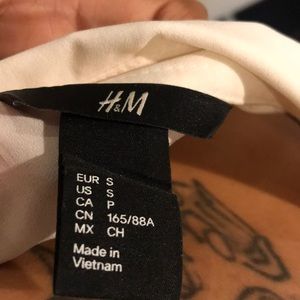 H&M
EUR S
US S
CA P
CN 165/88A
MX CH
Made in
Vietnam